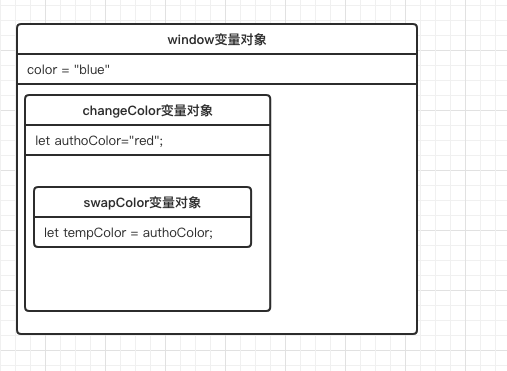 window变量对象
color = "blue"
changeColor变量对象
let authoColor="red";
swapColor变量对象
let tempColor = authoColor;